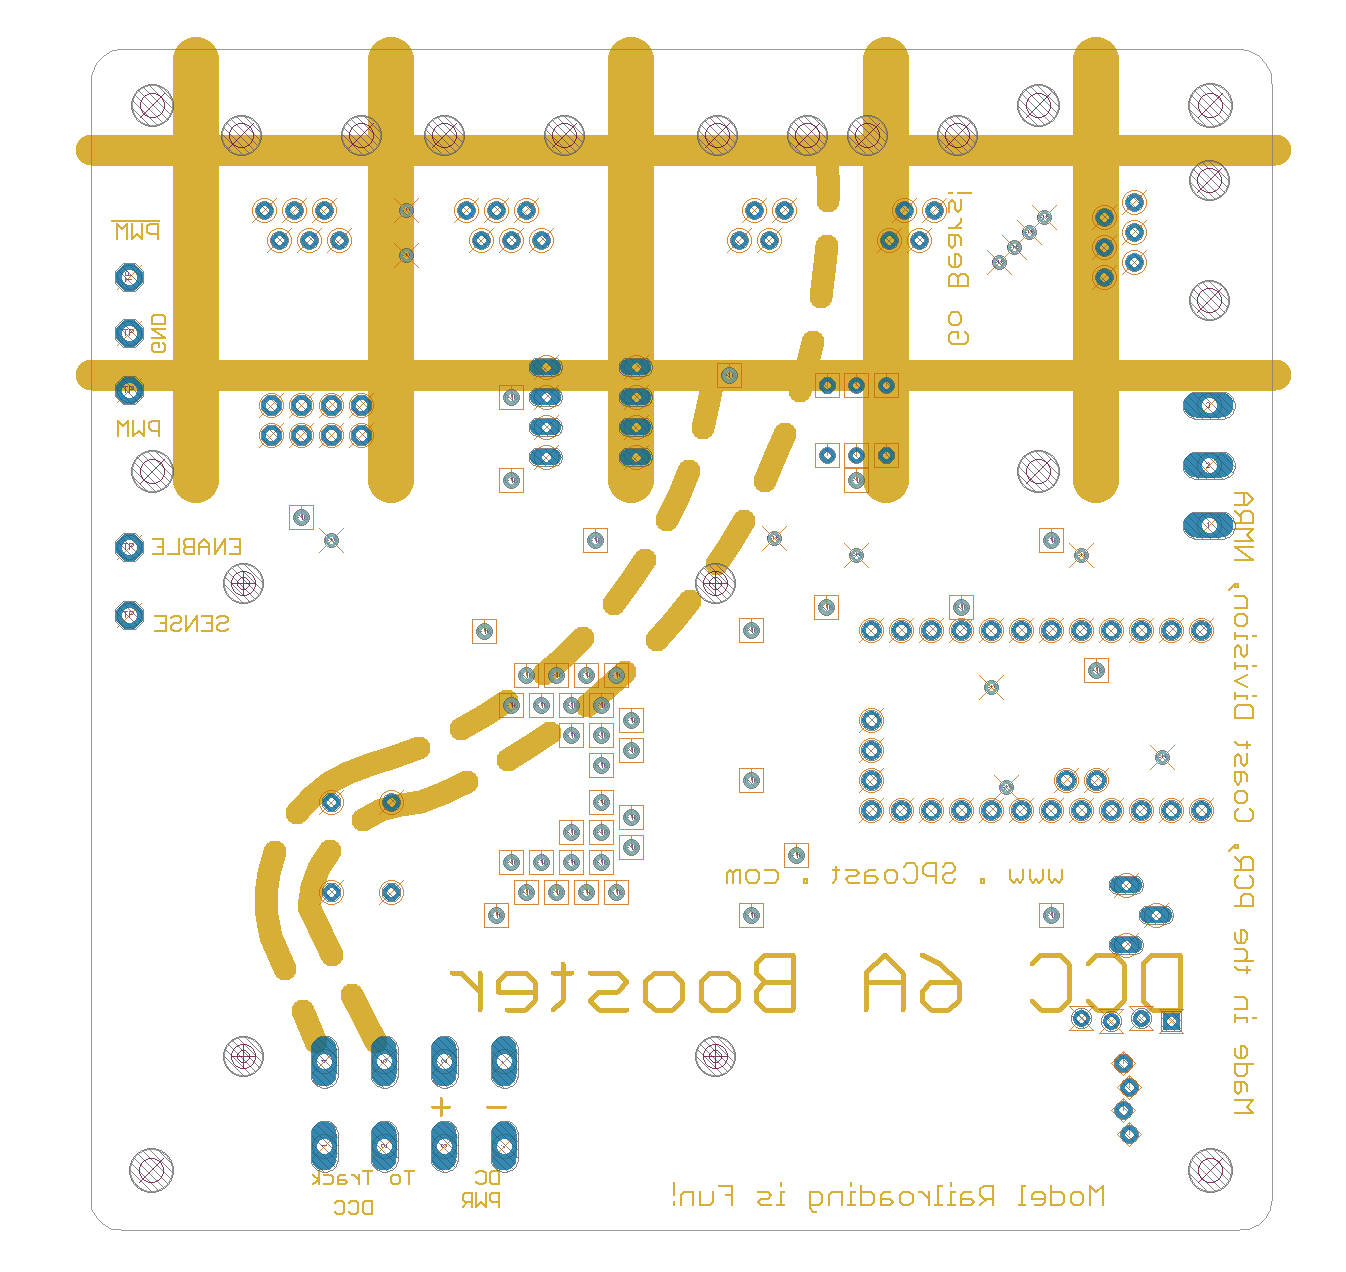 PWM
GND
PWM
ENABLE
SENSE
Go Bears!
www . SPCoast . com
DCC 6A Booster
Made in the PCR, Coast Division, NMRA
+ -
To Track
DCC
DC
PWR
Model Railroading is Fun!